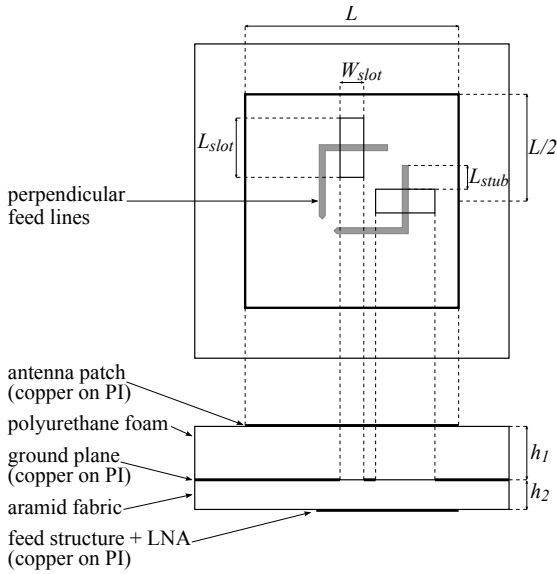 L
W_slot
L_slot
L/2
L_stub
perpendicular
feed lines
antenna patch
(copper on PI)
polyurethane foam
h_1
ground plane
(copper on PI)
h_2
aramid fabric
feed structure + LNA
(copper on PI)